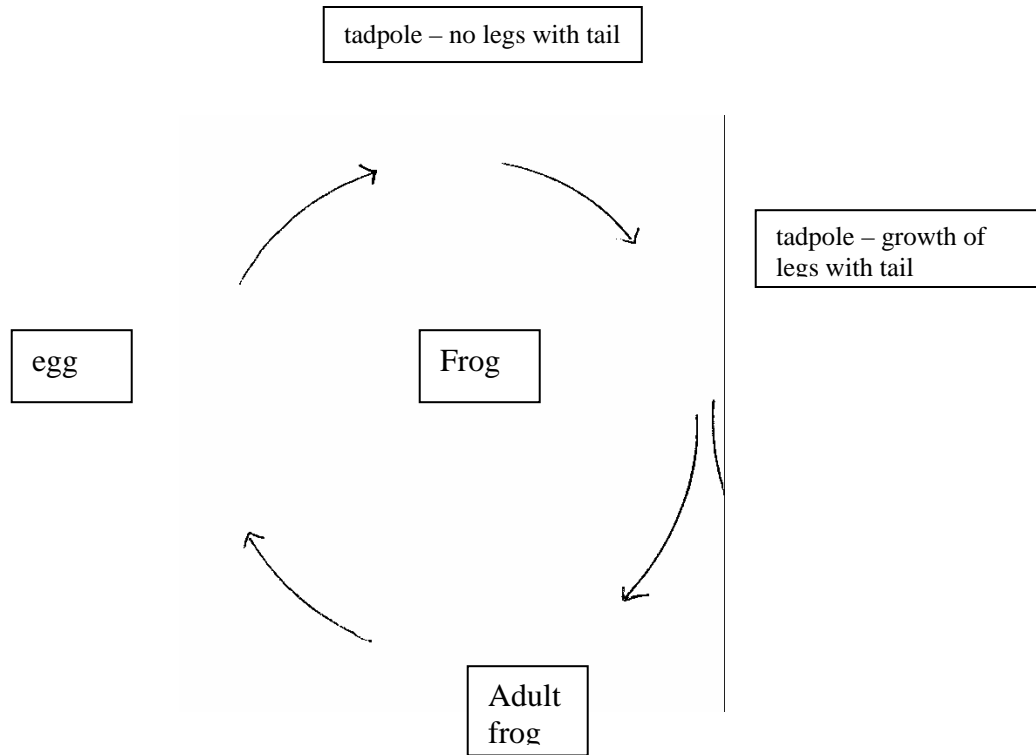 tadpole – no legs with tail
tadpole – growth of
legs with tail
egg
Frog
Adult
frog